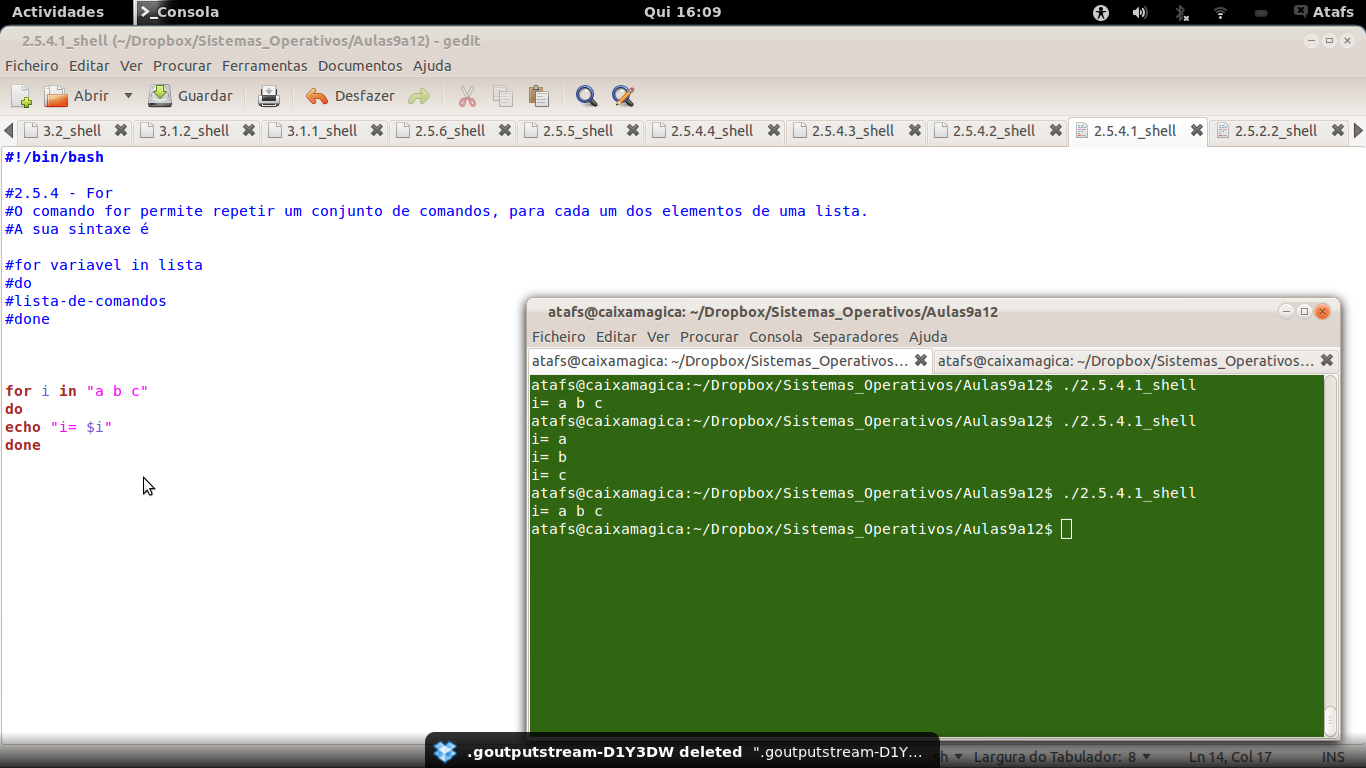 Actividades
Consola
Qui 16:09
Atafs
2.5.4.1_shell (~/Dropbox/Sistemas_Operativos/Aulas9a12) - gedit
Ficheiro Editar Ver Procurar Ferramentas Documentos Ajuda
Abrir Guardar Desfazer
3.2_shell 3.1.2_shell 3.1.1_shell 2.5.6_shell 2.5.5_shell 2.5.4.4_shell 2.5.4.3_shell 2.5.4.2_shell 2.5.4.1_shell 2.5.2.2_shell
#!/bin/bash
#2.5.4 - For
#O comando for permite repetir um conjunto de comandos, para cada um dos elementos de uma lista.
#A sua sintaxe é
#for variavel in lista
#do
#lista-de-comandos
#done
for i in "a b c"
do
echo "i= $i"
done
atafs@caixamagica: ~/Dropbox/Sistemas_Operativos/Aulas9a12
Ficheiro Editar Ver Procurar Consola Separadores Ajuda
atafs@caixamagica: ~/Dropbox/Sistemas_Operativos... atafs@caixamagica: ~/Dropbox/Sistemas_Operativos...
atafs@caixamagica:~/Dropbox/Sistemas_Operativos/Aulas9a12$ ./2.5.4.1_shell
i= a b c
atafs@caixamagica:~/Dropbox/Sistemas_Operativos/Aulas9a12$ ./2.5.4.1_shell
i= a
i= b
i= c
atafs@caixamagica:~/Dropbox/Sistemas_Operativos/Aulas9a12$ ./2.5.4.1_shell
i= a b c
atafs@caixamagica:~/Dropbox/Sistemas_Operativos/Aulas9a12$
.goutputstream-D1Y3DW deleted ".goutputstream-D1Y...
sh Largura do Tabulador: 8 Ln 14, Col 17 INS